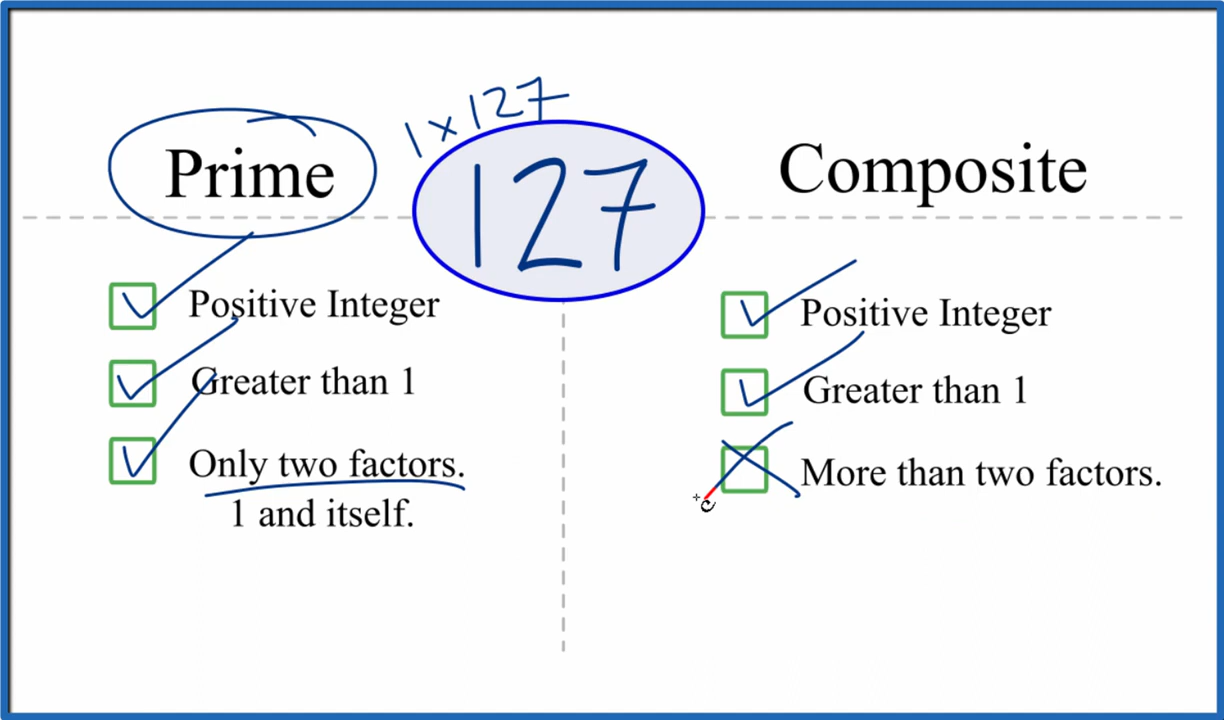 1 x 127
Prime
127
Composite
Positive Integer
Greater than 1
Only two factors.
1 and itself.
Positive Integer
Greater than 1
More than two factors.